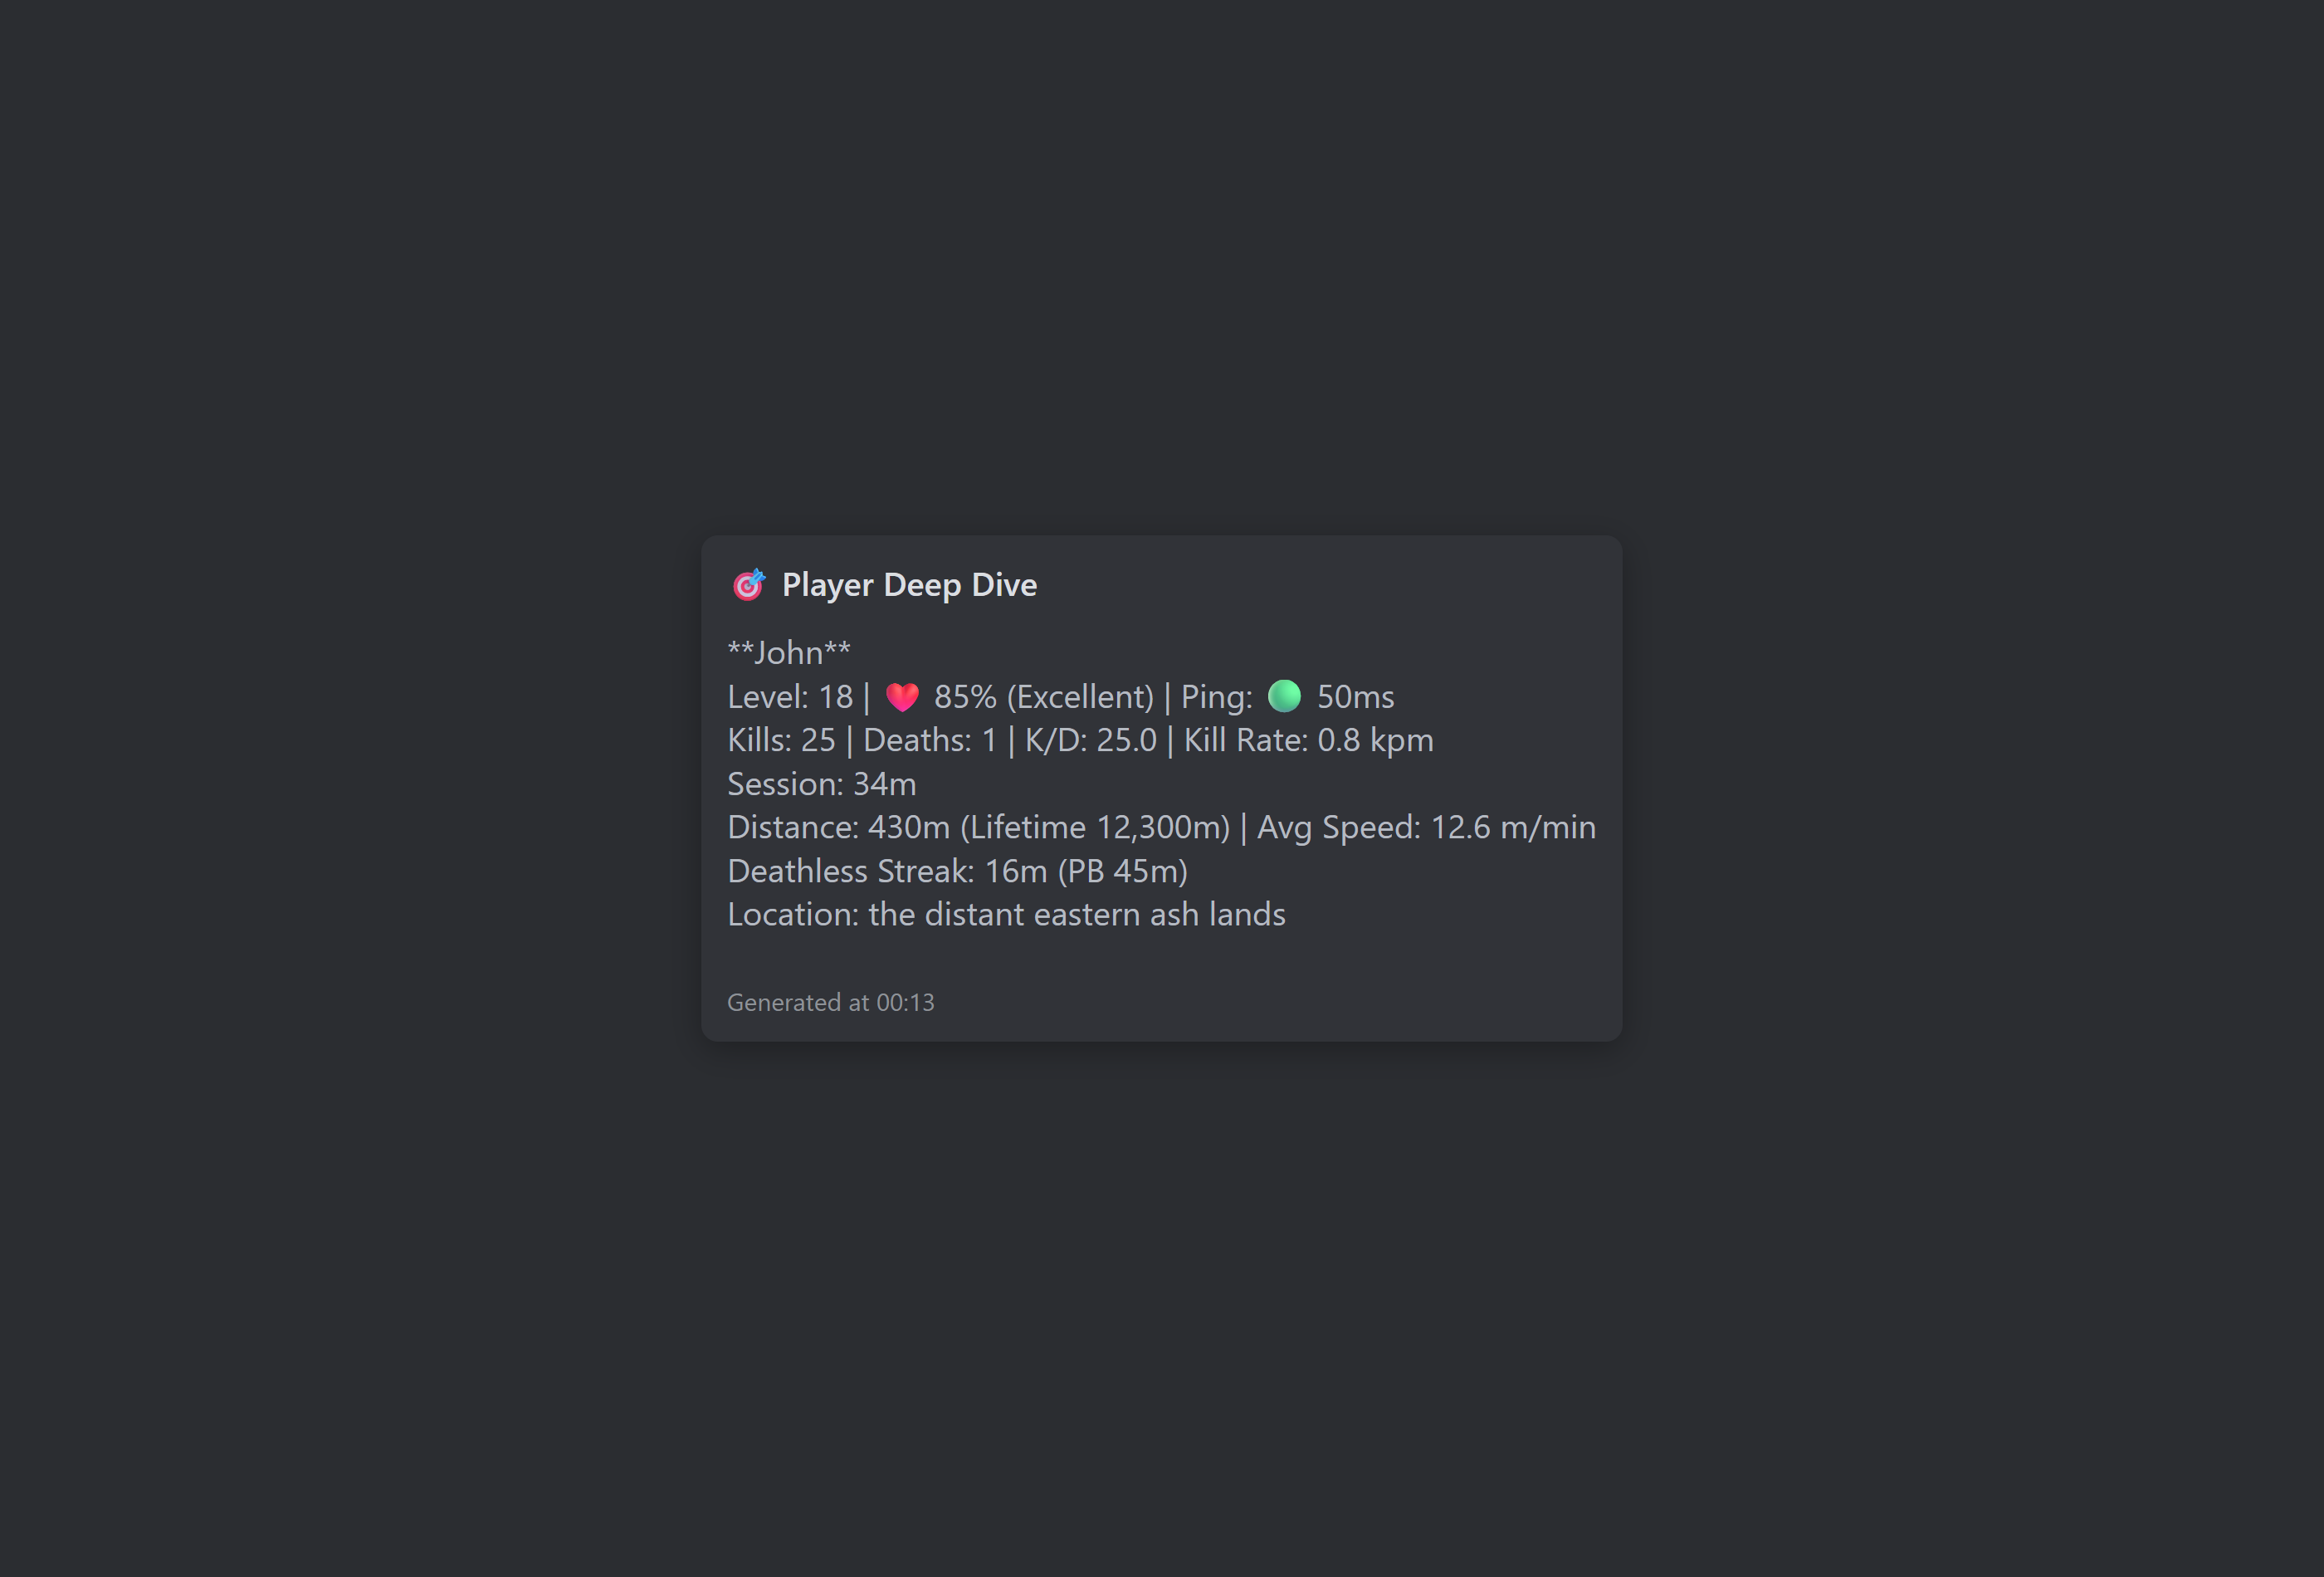 Player Deep Dive
**John**
Level: 18 | 85% (Excellent) | Ping: 50ms
Kills: 25 | Deaths: 1 | K/D: 25.0 | Kill Rate: 0.8 kpm
Session: 34m
Distance: 430m (Lifetime 12,300m) | Avg Speed: 12.6 m/min
Deathless Streak: 16m (PB 45m)
Location: the distant eastern ash lands
Generated at 00:13